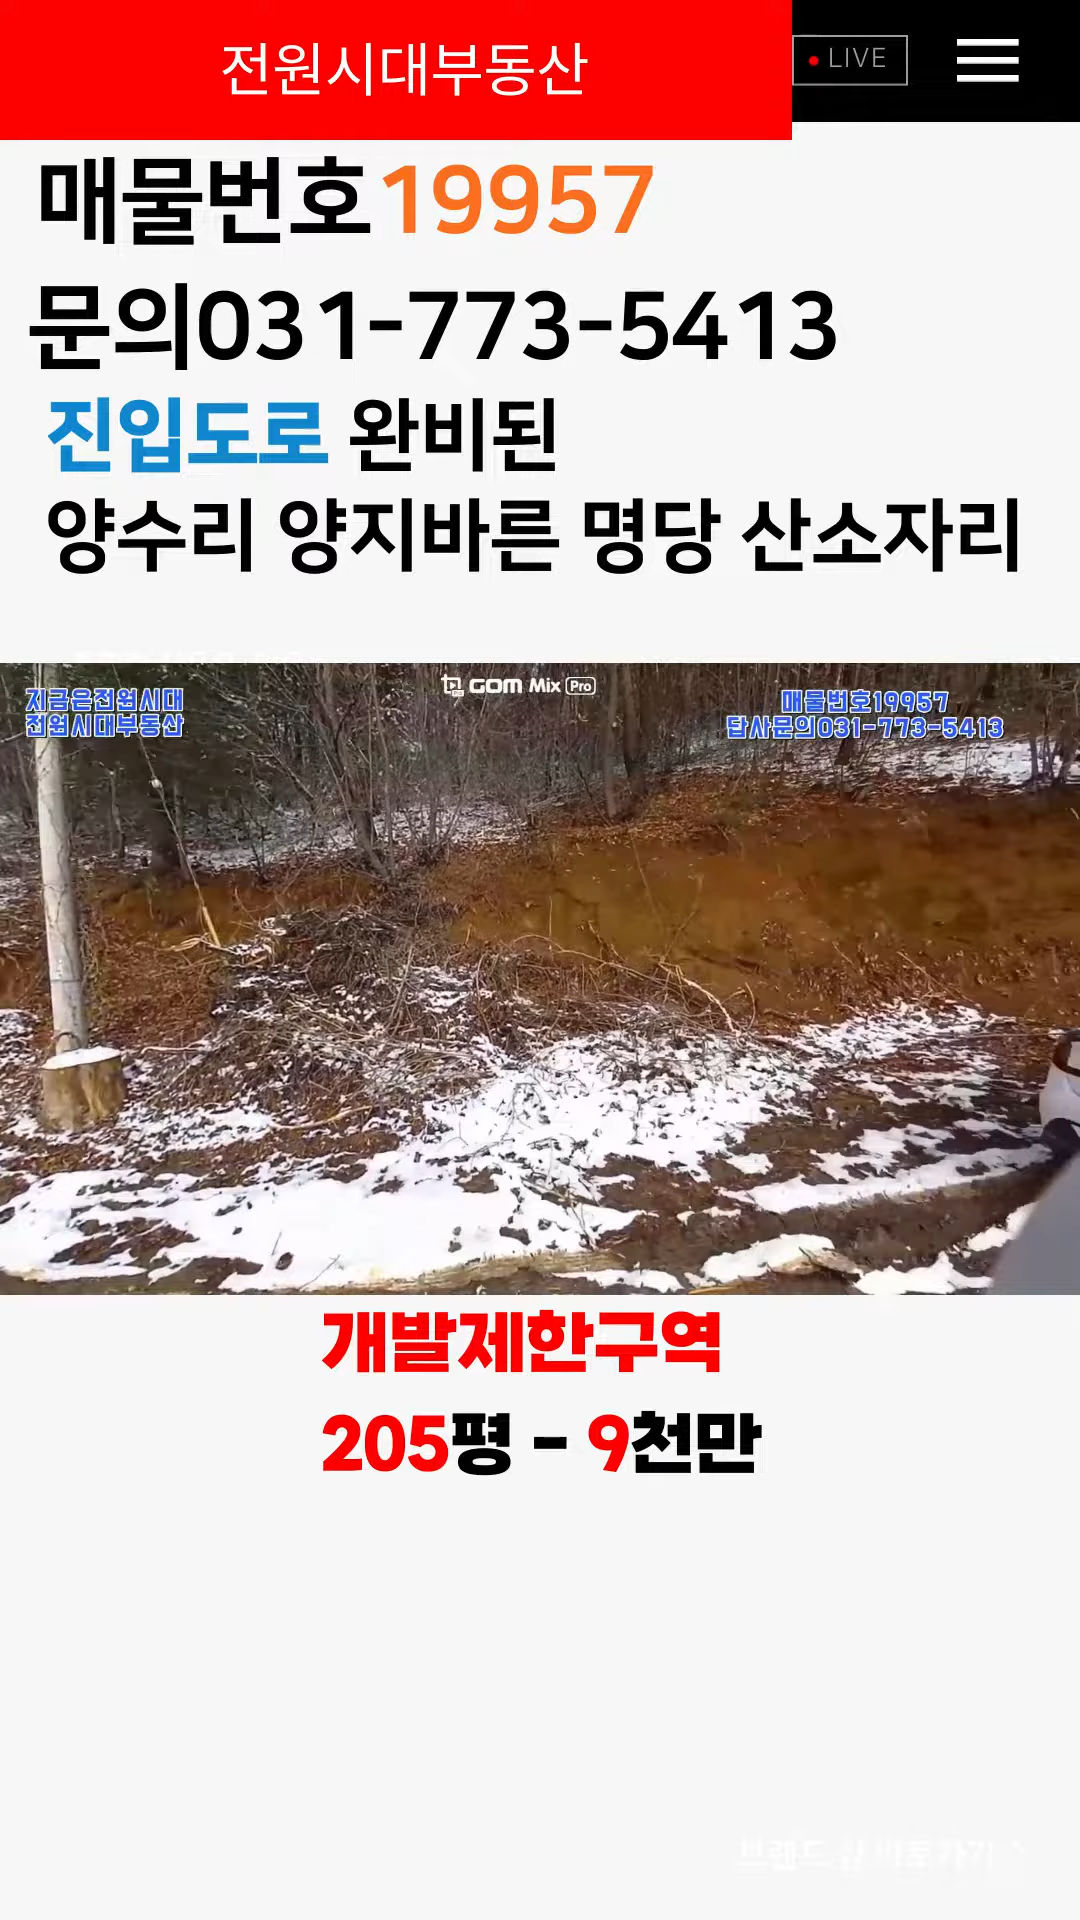 전원시대부동산
LIVE
매물번호19957
문의031-773-5413
진입도로 완비된
양수리 양지바른 명당 산소자리
지금은전원시대
전원시대부동산
GOM Mix Pro
매물번호19957
답사문의031-773-5413
개발제한구역
205평 - 9천만